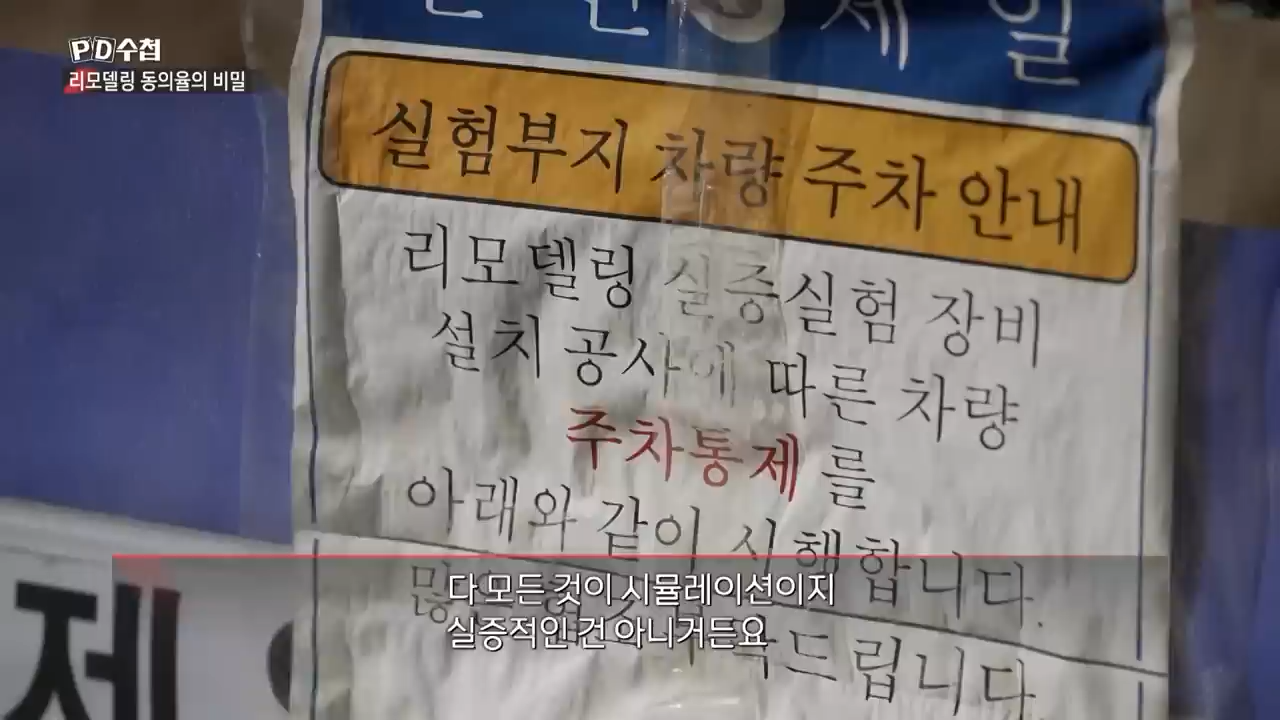 PD수첩
리모델링 동의율의 비밀
제일
실험부지 차량 주차 안내
리모델링 실증실험 장비
설치 공사에 따른 차량
주차통제를
아래와 같이 시행합니다.
다 모든 것이 시뮬레이션이지
실증적인 건 아니거든요
드립니다
제